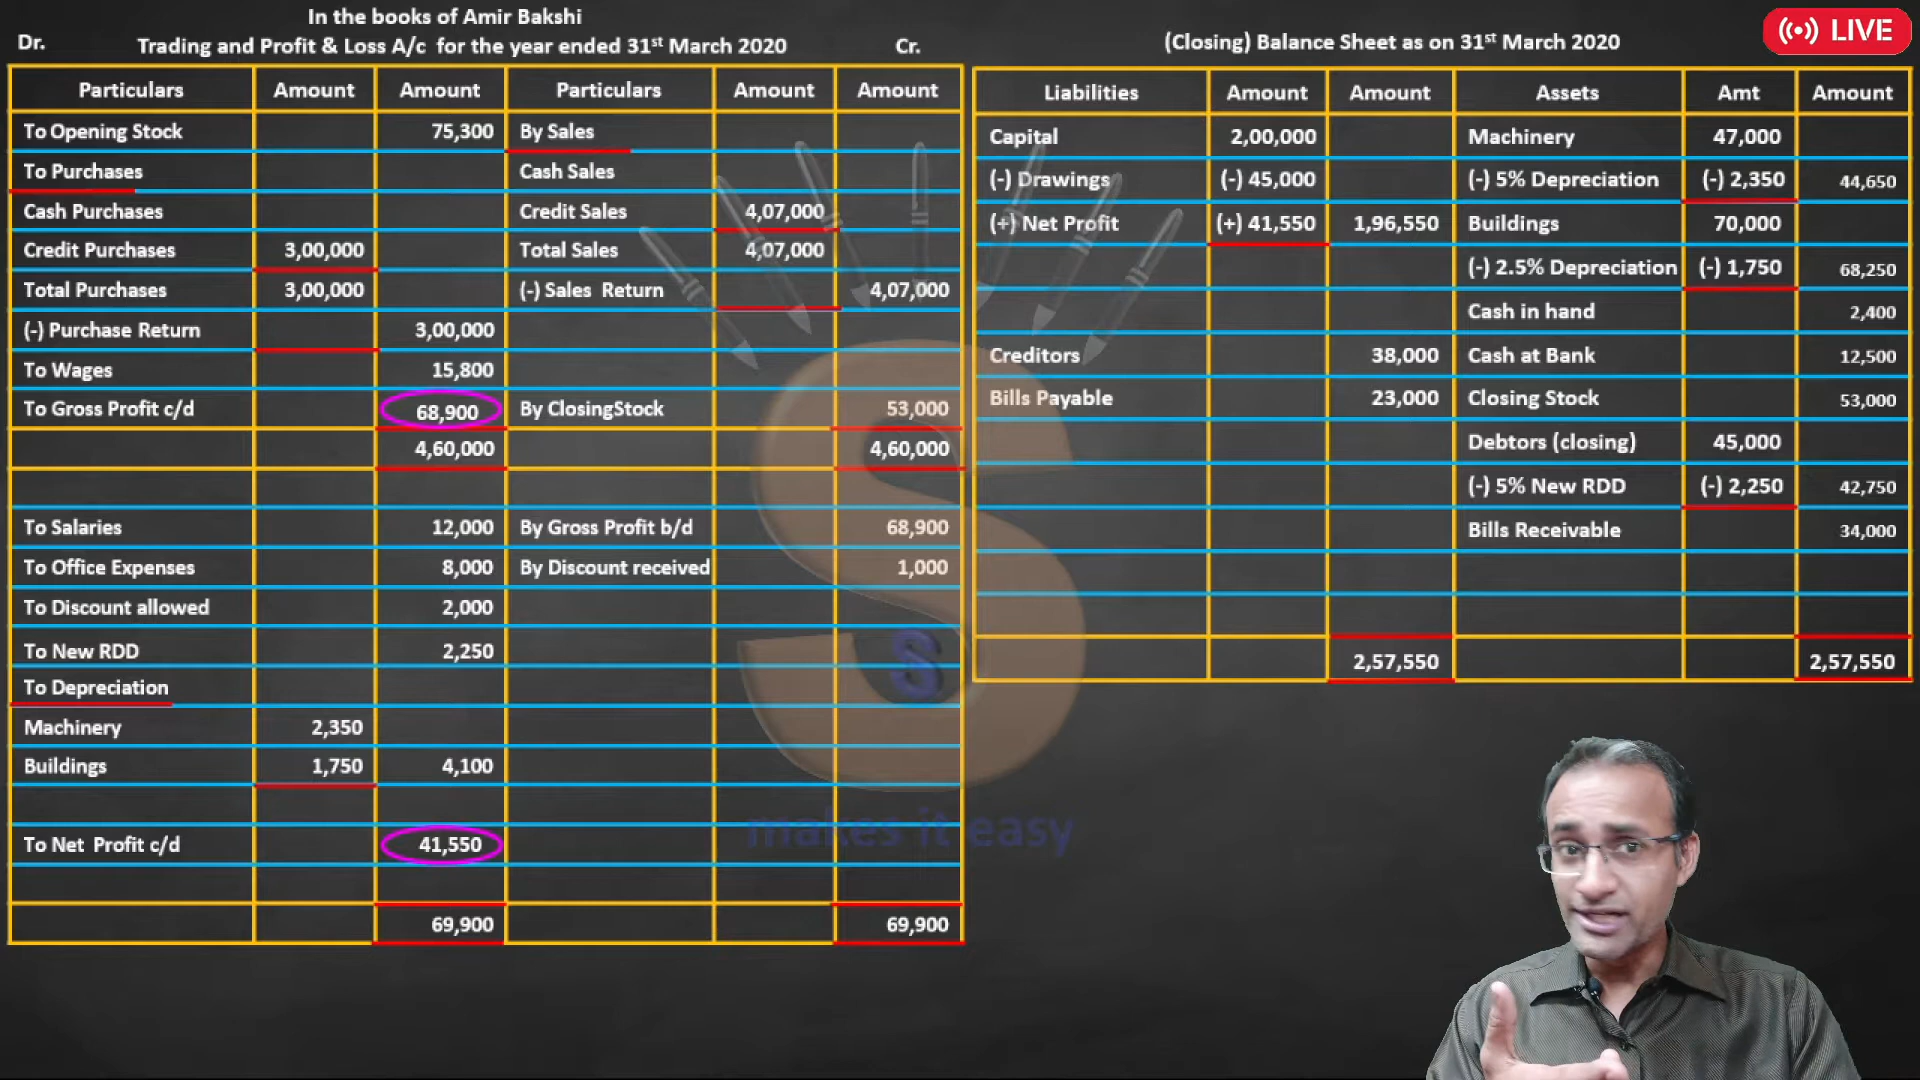 In the books of Amir Bakshi
Dr. Trading and Profit & Loss A/c for the year ended 31st March 2020 Cr.
Particulars Amount Amount Particulars Amount Amount
To Opening Stock 75,300 By Sales
To Purchases Cash Sales
Cash Purchases Credit Sales 4,07,000
Credit Purchases 3,00,000 Total Sales 4,07,000
Total Purchases 3,00,000 (-) Sales Return 4,07,000
(-) Purchase Return 3,00,000
To Wages 15,800
To Gross Profit c/d 68,900 By ClosingStock 53,000
4,60,000 4,60,000
To Salaries 12,000 By Gross Profit b/d 68,900
To Office Expenses 8,000 By Discount received 1,000
To Discount allowed 2,000
To New RDD 2,250
To Depreciation
Machinery 2,350
Buildings 1,750 4,100
To Net Profit c/d 41,550
69,900 69,900
(Closing) Balance Sheet as on 31st March 2020
Liabilities Amount Amount Assets Amt Amount
Capital 2,00,000 Machinery 47,000
(-) Drawings (-) 45,000 (-) 5% Depreciation (-) 2,350 44,650
(+) Net Profit (+) 41,550 1,96,550 Buildings 70,000
(-) 2.5% Depreciation (-) 1,750 68,250
Cash in hand 2,400
Creditors 38,000 Cash at Bank 12,500
Bills Payable 23,000 Closing Stock 53,000
Debtors (closing) 45,000
(-) 5% New RDD (-) 2,250 42,750
Bills Receivable 34,000
2,57,550 2,57,550
LIVE
S
S
makes it easy